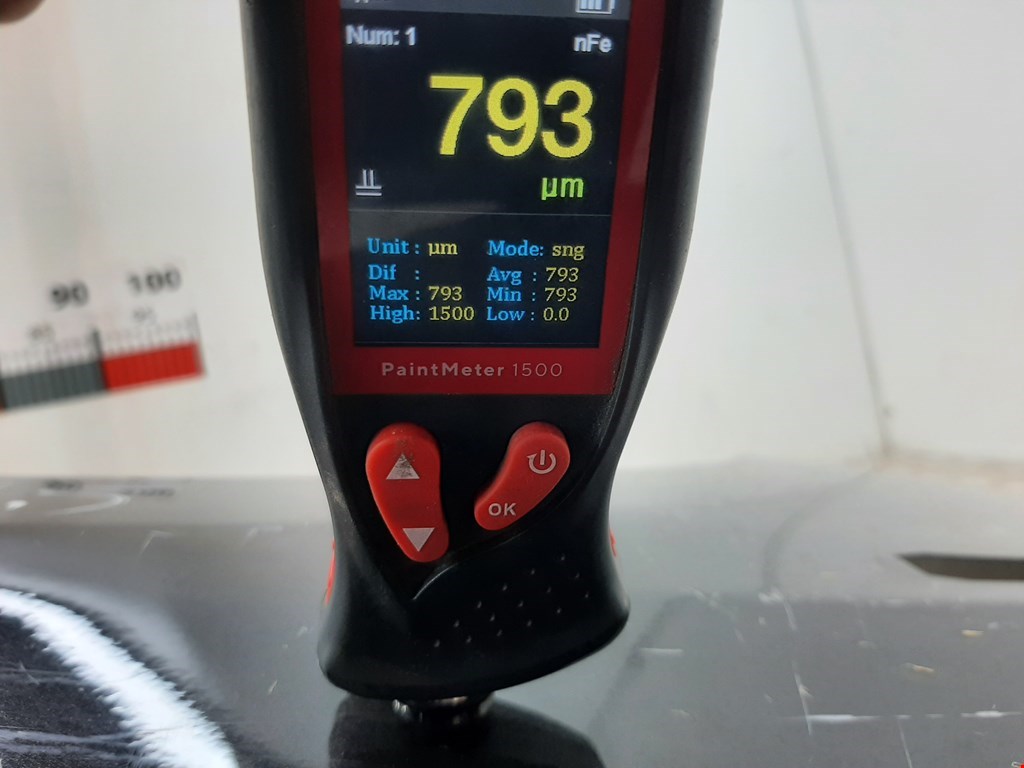 Num: 1
nFe
793
µm
Unit : µm Mode: sng
Dif : Avg : 793
Max : 793 Min : 793
High: 1500 Low : 0.0
PaintMeter 1500
OK
90 100